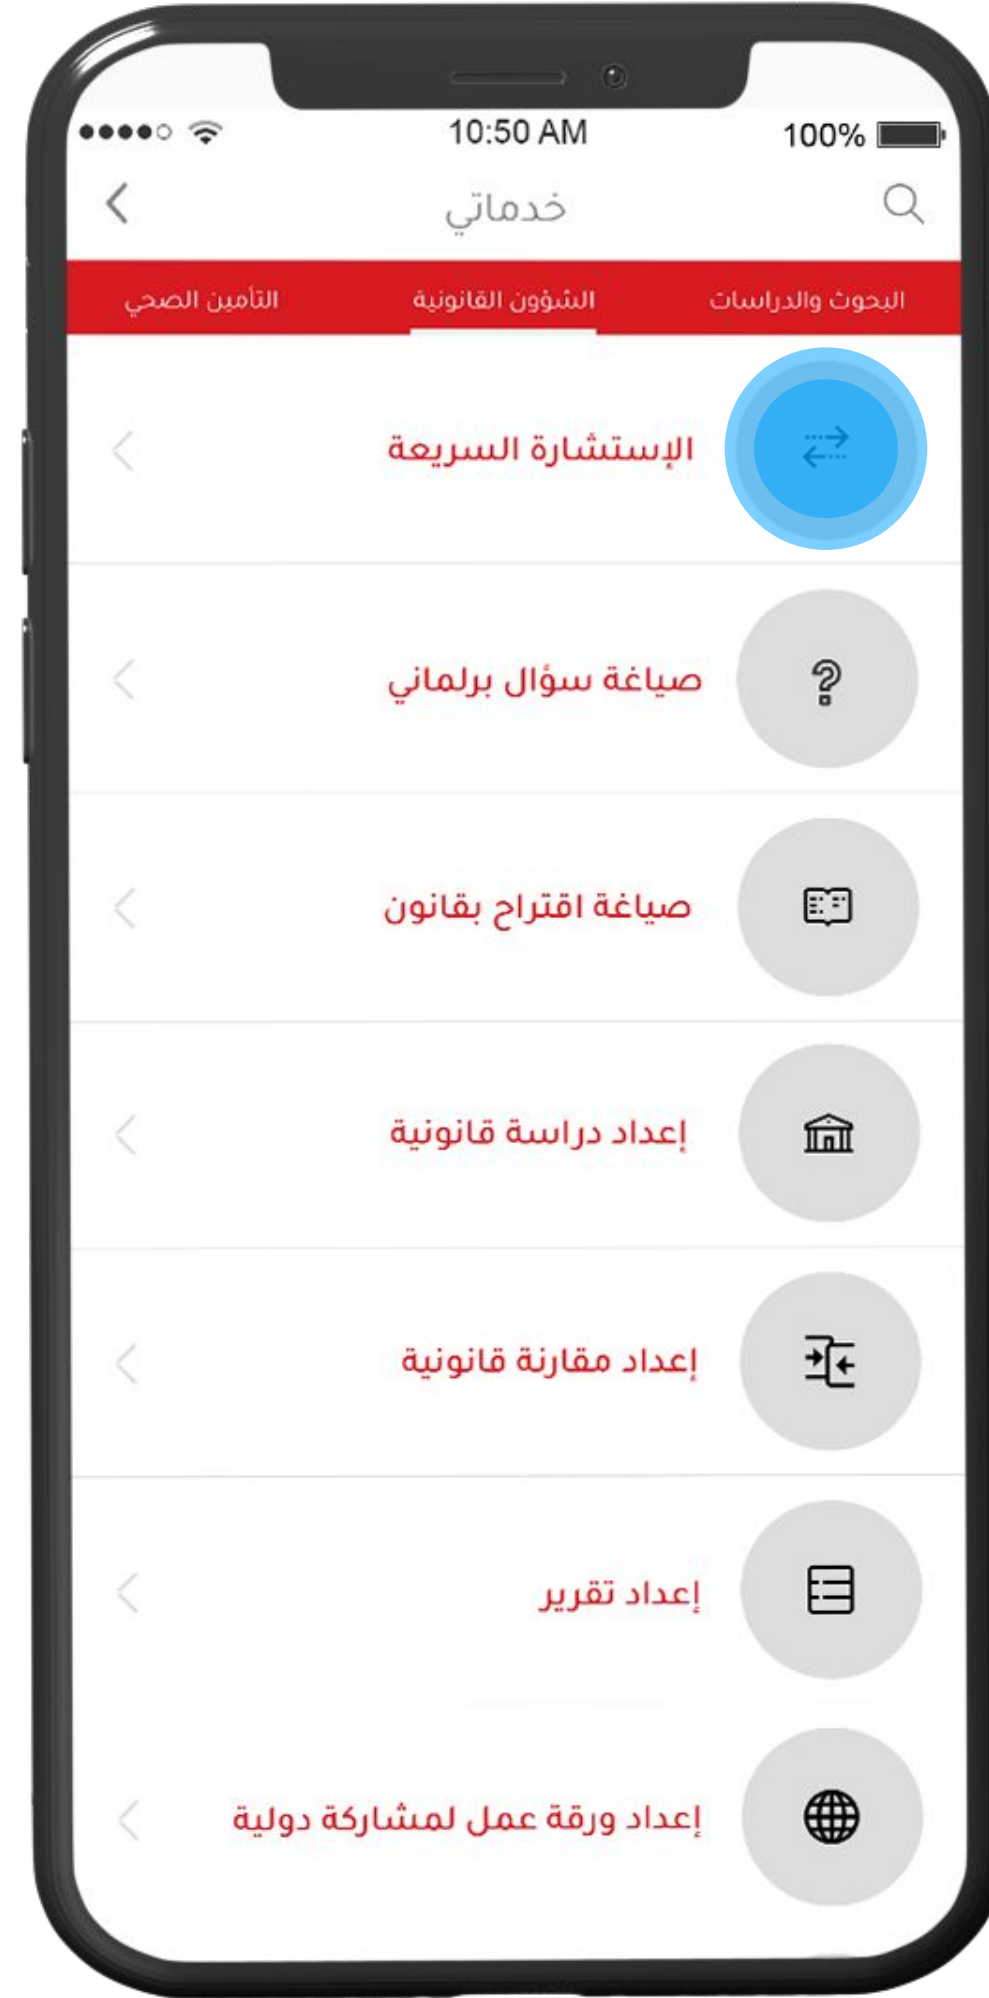 10:50 AM
100%
خدماتي
البحوث والدراسات
الشؤون القانونية
التأمين الصحي
الإستشارة السريعة
صياغة سؤال برلماني
صياغة اقتراح بقانون
إعداد دراسة قانونية
إعداد مقارنة قانونية
إعداد تقرير
إعداد ورقة عمل لمشاركة دولية